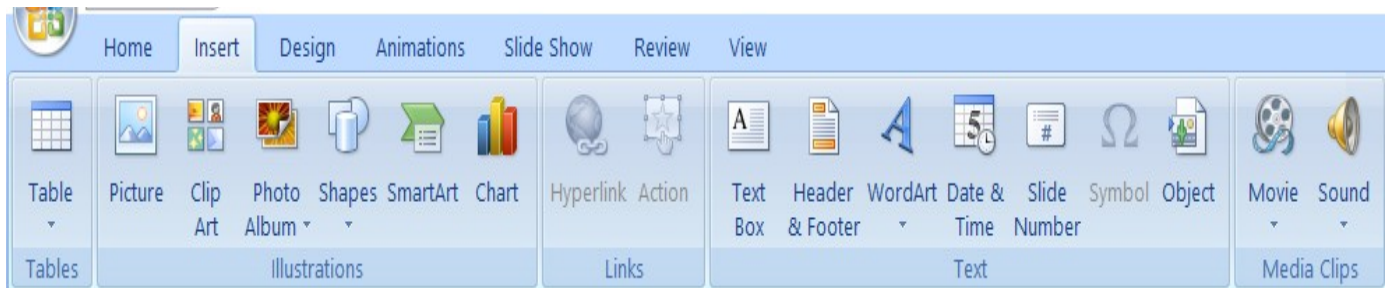 Home Insert Design Animations Slide Show Review View
Table Picture Clip Art Photo Album Shapes SmartArt Chart Hyperlink Action Text Box Header & Footer WordArt Date & Time Slide Number Symbol Object Movie Sound
Tables Illustrations Links Text Media Clips